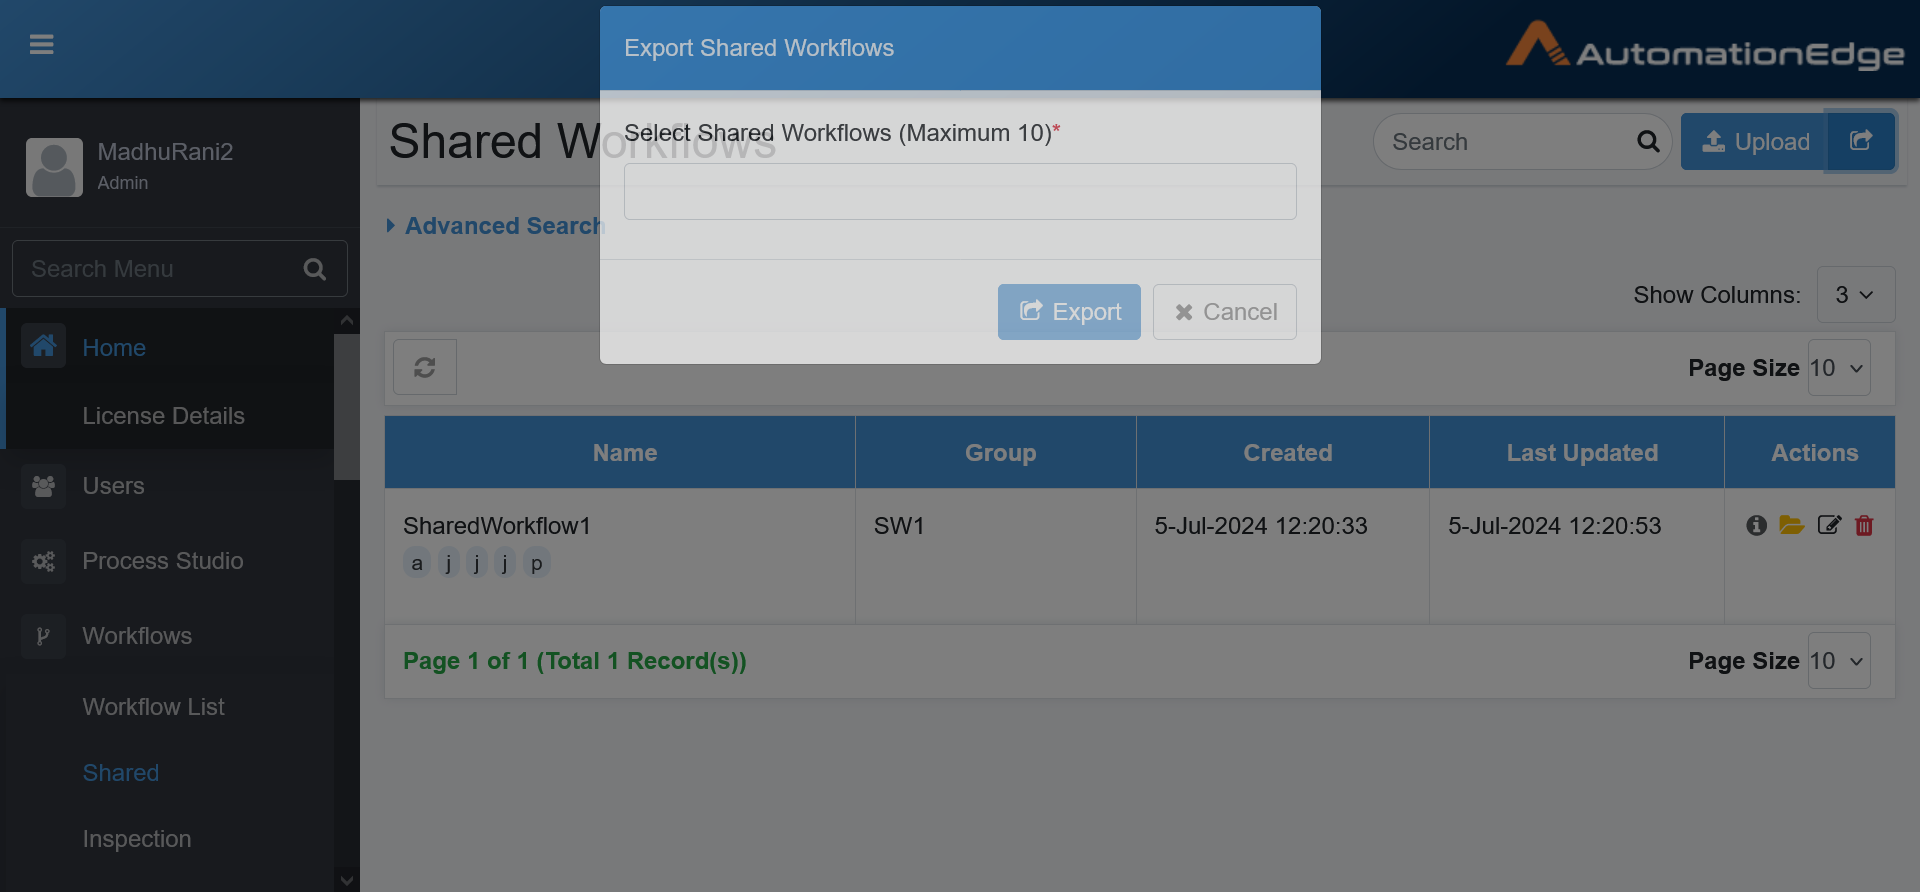 Export Shared Workflows
AutomationEdge
MadhuRani2
Admin
Search Menu
Home
License Details
Users
Process Studio
Workflows
Workflow List
Shared
Inspection
Shared Workflows
Select Shared Workflows (Maximum 10)*
Search
Upload
Advanced Search
Export
Cancel
Show Columns: 3
Page Size 10
Name Group Created Last Updated Actions
SharedWorkflow1 SW1 5-Jul-2024 12:20:33 5-Jul-2024 12:20:53
a j j j p
Page 1 of 1 (Total 1 Record(s))
Page Size 10